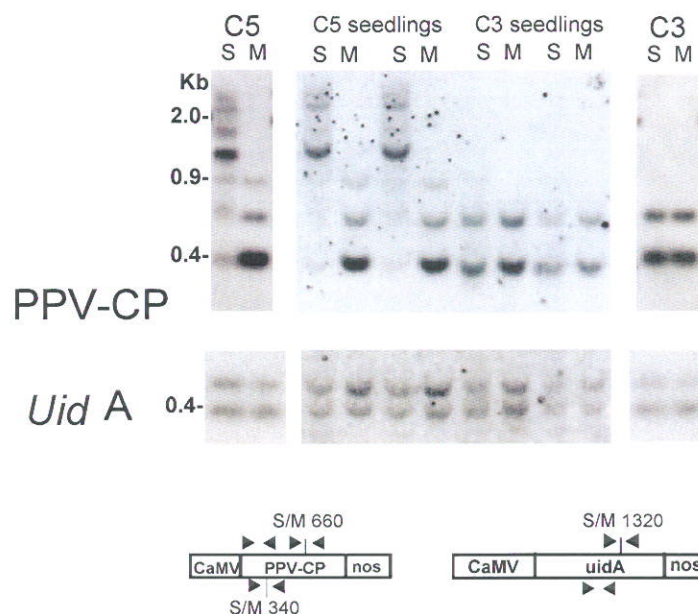 C5 C5 seedlings C3 seedlings C3
S M S M S M S M S M S M
Kb
2.0-
0.9-
0.4-
PPV-CP
Uid A 0.4-
S/M 660 S/M 1320
CaMV PPV-CP nos CaMV uidA nos
S/M 340